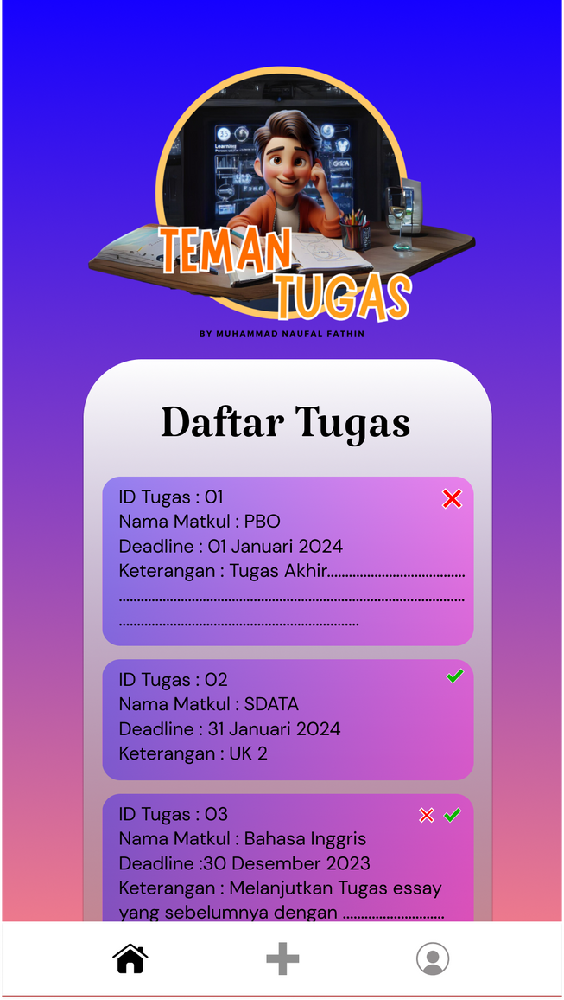 TEMAN
TUGAS
BY MUHAMMAD NAUFAL FATHIN
Daftar Tugas
ID Tugas : 01
Nama Matkul : PBO
Deadline : 01 Januari 2024
Keterangan : Tugas Akhir......................................
................................................................................................
...................................................................
ID Tugas : 02
Nama Matkul : SDATA
Deadline : 31 Januari 2024
Keterangan : UK 2
ID Tugas : 03
Nama Matkul : Bahasa Inggris
Deadline :30 Desember 2023
Keterangan : Melanjutkan Tugas essay
yang sebelumnya dengan ............................